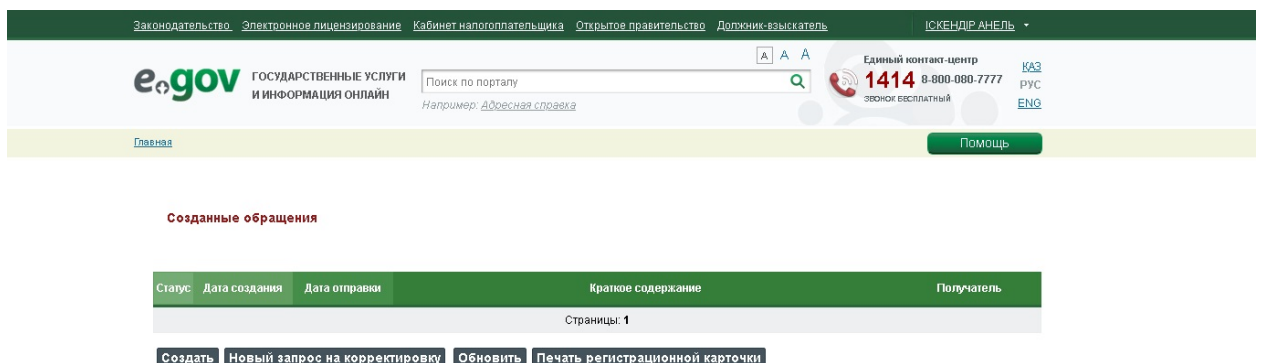 Законодательство Электронное лицензирование Кабинет налогоплательщика Открытое правительство Должник-взыскатель ІСКЕНДІР АНЕЛЬ
A A A
Единый контакт-центр
egov ГОСУДАРСТВЕННЫЕ УСЛУГИ
И ИНФОРМАЦИЯ ОНЛАЙН
Поиск по порталу
1414 8-800-080-7777
ЗВОНОК БЕСПЛАТНЫЙ
Например: Адресная справка
ҚАЗ
РУС
ENG
Главная
Помощь
Созданные обращения
Статус Дата создания Дата отправки Краткое содержание Получатель
Страницы: 1
Создать Новый запрос на корректировку Обновить Печать регистрационной карточки